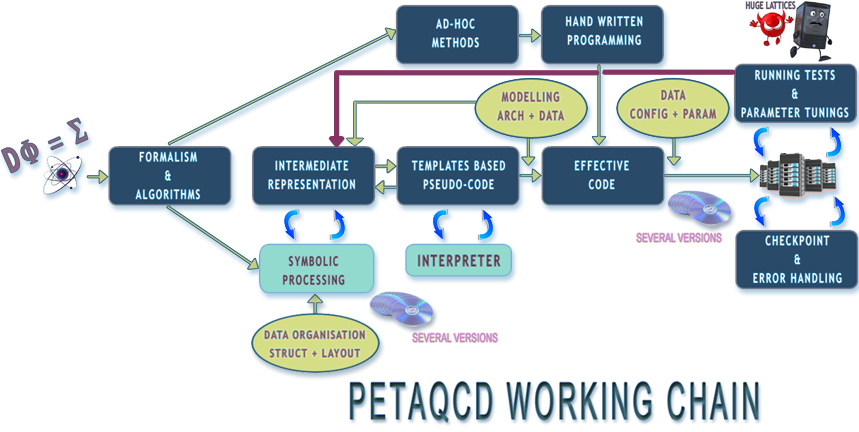 HUGE LATTICES
AD-HOC
METHODS
HAND WRITTEN
PROGRAMMING
RUNNING TESTS
&
PARAMETER TUNINGS
MODELLING
ARCH + DATA
DATA
CONFIG + PARAM
DΦ = Σ
FORMALISM
&
ALGORITHMS
INTERMEDIATE
REPRESENTATION
TEMPLATES BASED
PSEUDO-CODE
EFFECTIVE
CODE
SEVERAL VERSIONS
SYMBOLIC
PROCESSING
INTERPRETER
CHECKPOINT
&
ERROR HANDLING
SEVERAL VERSIONS
DATA ORGANISATION
STRUCT + LAYOUT
PETAQCD WORKING CHAIN